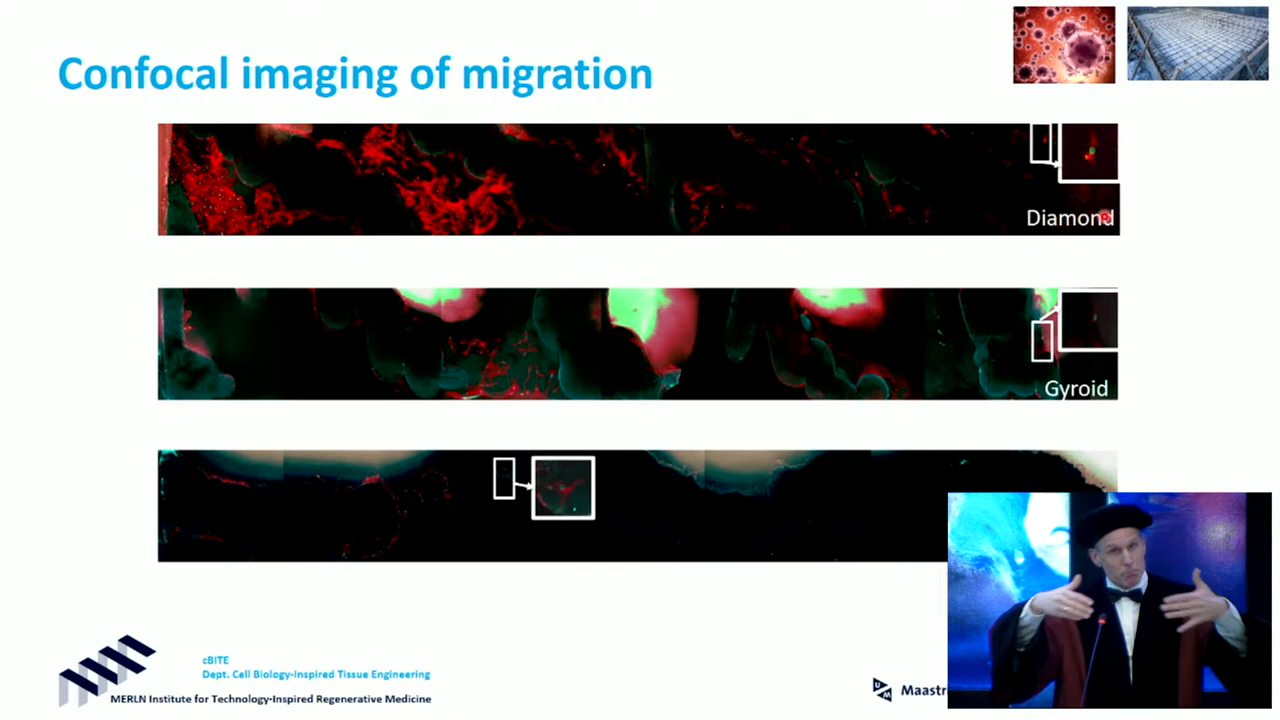 Confocal imaging of migration
Diamond
Gyroid
cBITE
Dept. Cell Biology-Inspired Tissue Engineering
MERLN Institute for Technology-Inspired Regenerative Medicine
UM
Maastr